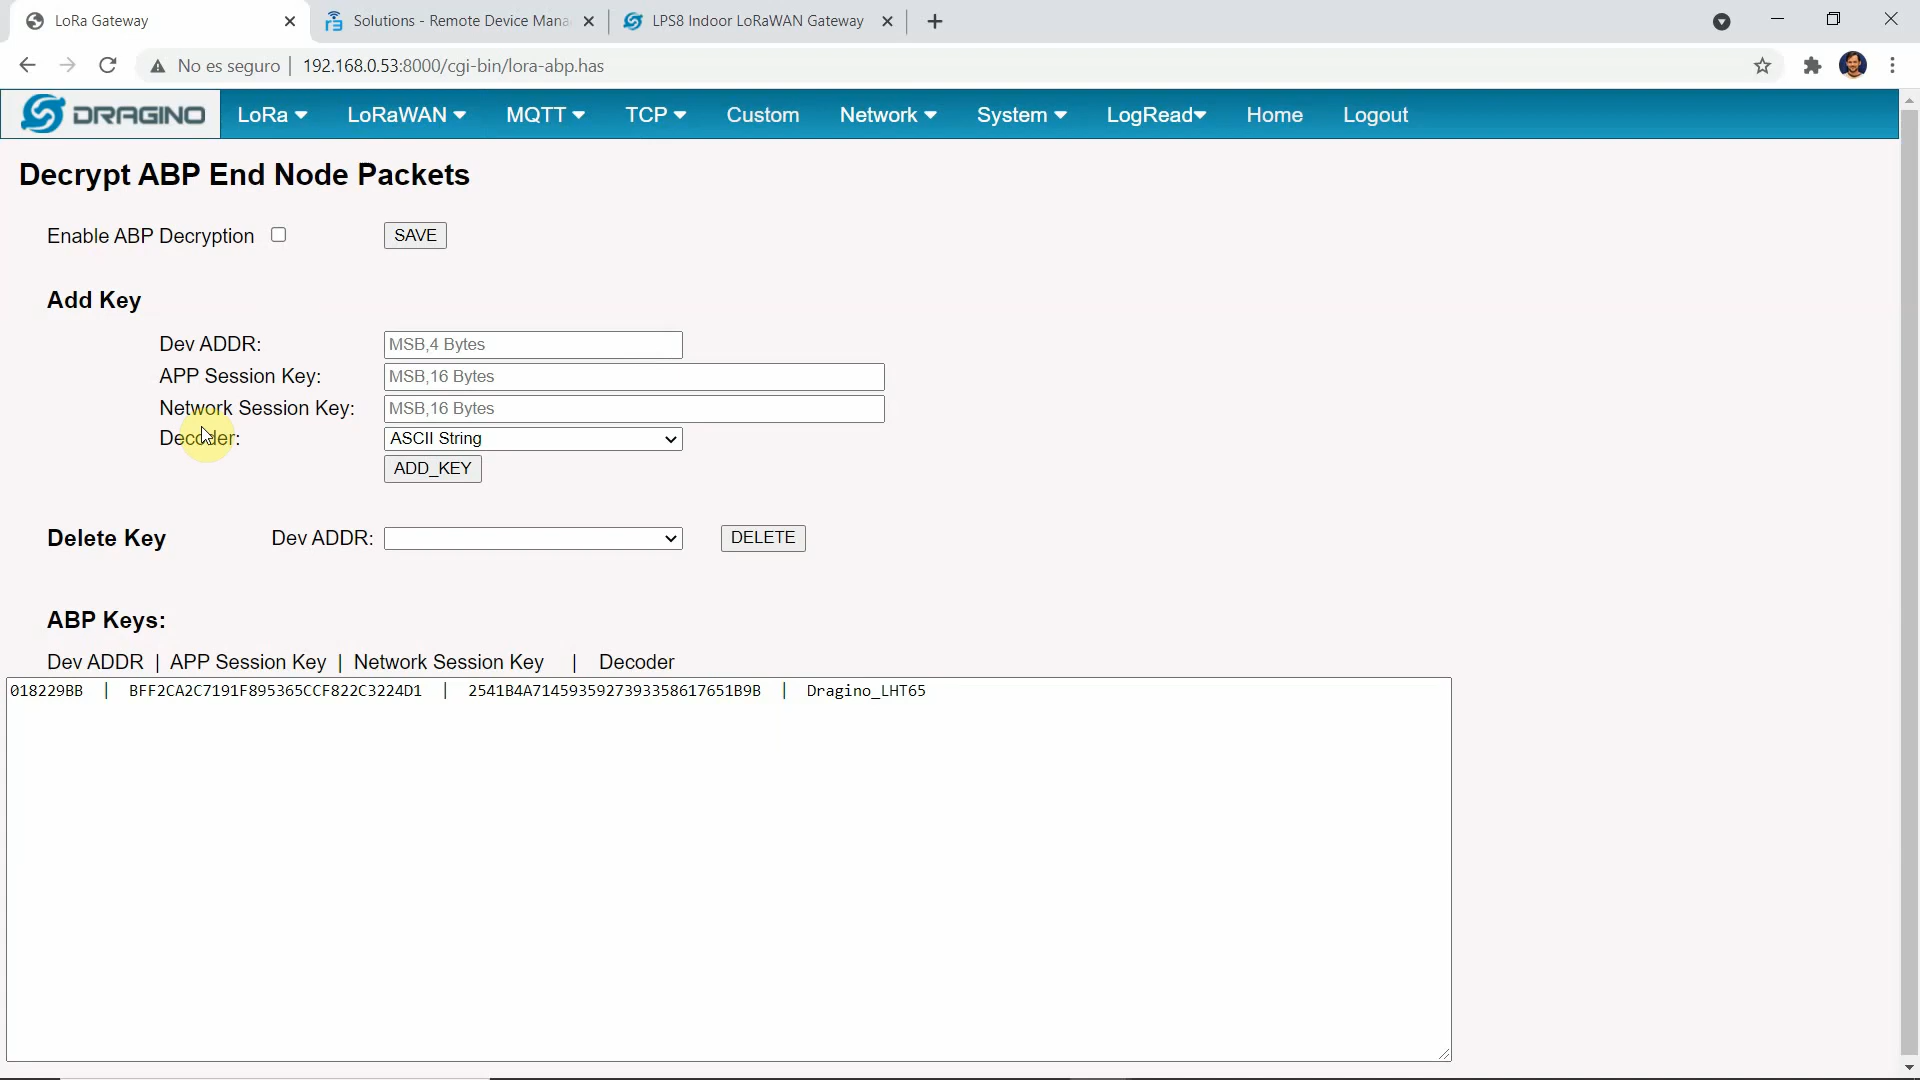 LoRa Gateway
Solutions - Remote Device Mana
LPS8 Indoor LoRaWAN Gateway
No es seguro | 192.168.0.53:8000/cgi-bin/lora-abp.has
DRAGINO LoRa LoRaWAN MQTT TCP Custom Network System LogRead Home Logout
Decrypt ABP End Node Packets
Enable ABP Decryption SAVE
Add Key
Dev ADDR: MSB,4 Bytes
APP Session Key: MSB,16 Bytes
Network Session Key: MSB,16 Bytes
Decoder: ASCII String
ADD_KEY
Delete Key Dev ADDR: DELETE
ABP Keys:
Dev ADDR | APP Session Key | Network Session Key | Decoder
018229BB | BFF2CA2C7191F895365CCF822C3224D1 | 2541B4A7145935927393358617651B9B | Dragino_LHT65